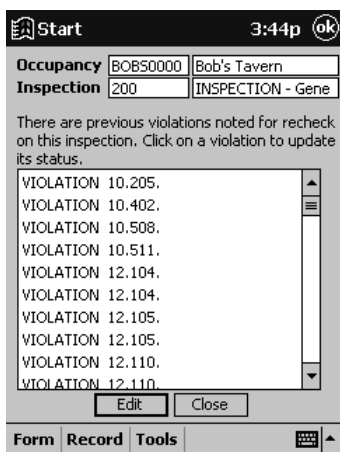 Start 3:44p ok
Occupancy BOBS0000 Bob's Tavern
Inspection 200 INSPECTION - Gene
There are previous violations noted for recheck
on this inspection. Click on a violation to update
its status.
VIOLATION 10.205.
VIOLATION 10.402.
VIOLATION 10.508.
VIOLATION 10.511.
VIOLATION 12.104.
VIOLATION 12.104.
VIOLATION 12.105.
VIOLATION 12.105.
VIOLATION 12.110.
VIOLATION 12.110.
Edit Close
Form Record Tools